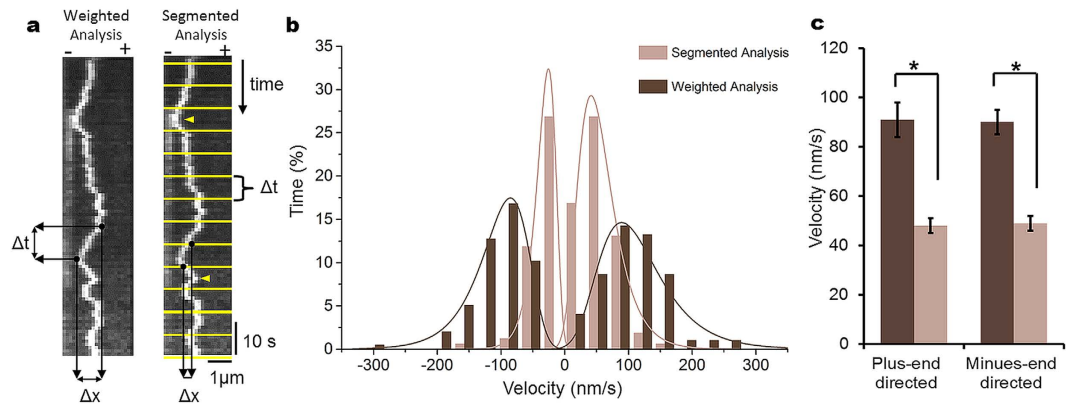 a
Weighted
Analysis
- +
Δt
Δx
Segmented
Analysis
- +
time
Δt
10 s
1μm
Δx
b
Time (%)
35
30
25
20
15
10
5
0
-300 -200 -100 0 100 200 300
Velocity (nm/s)
Segmented Analysis
Weighted Analysis
c
Velocity (nm/s)
120
100
80
60
40
20
0
* *
Plus-end
directed
Minues-end
directed